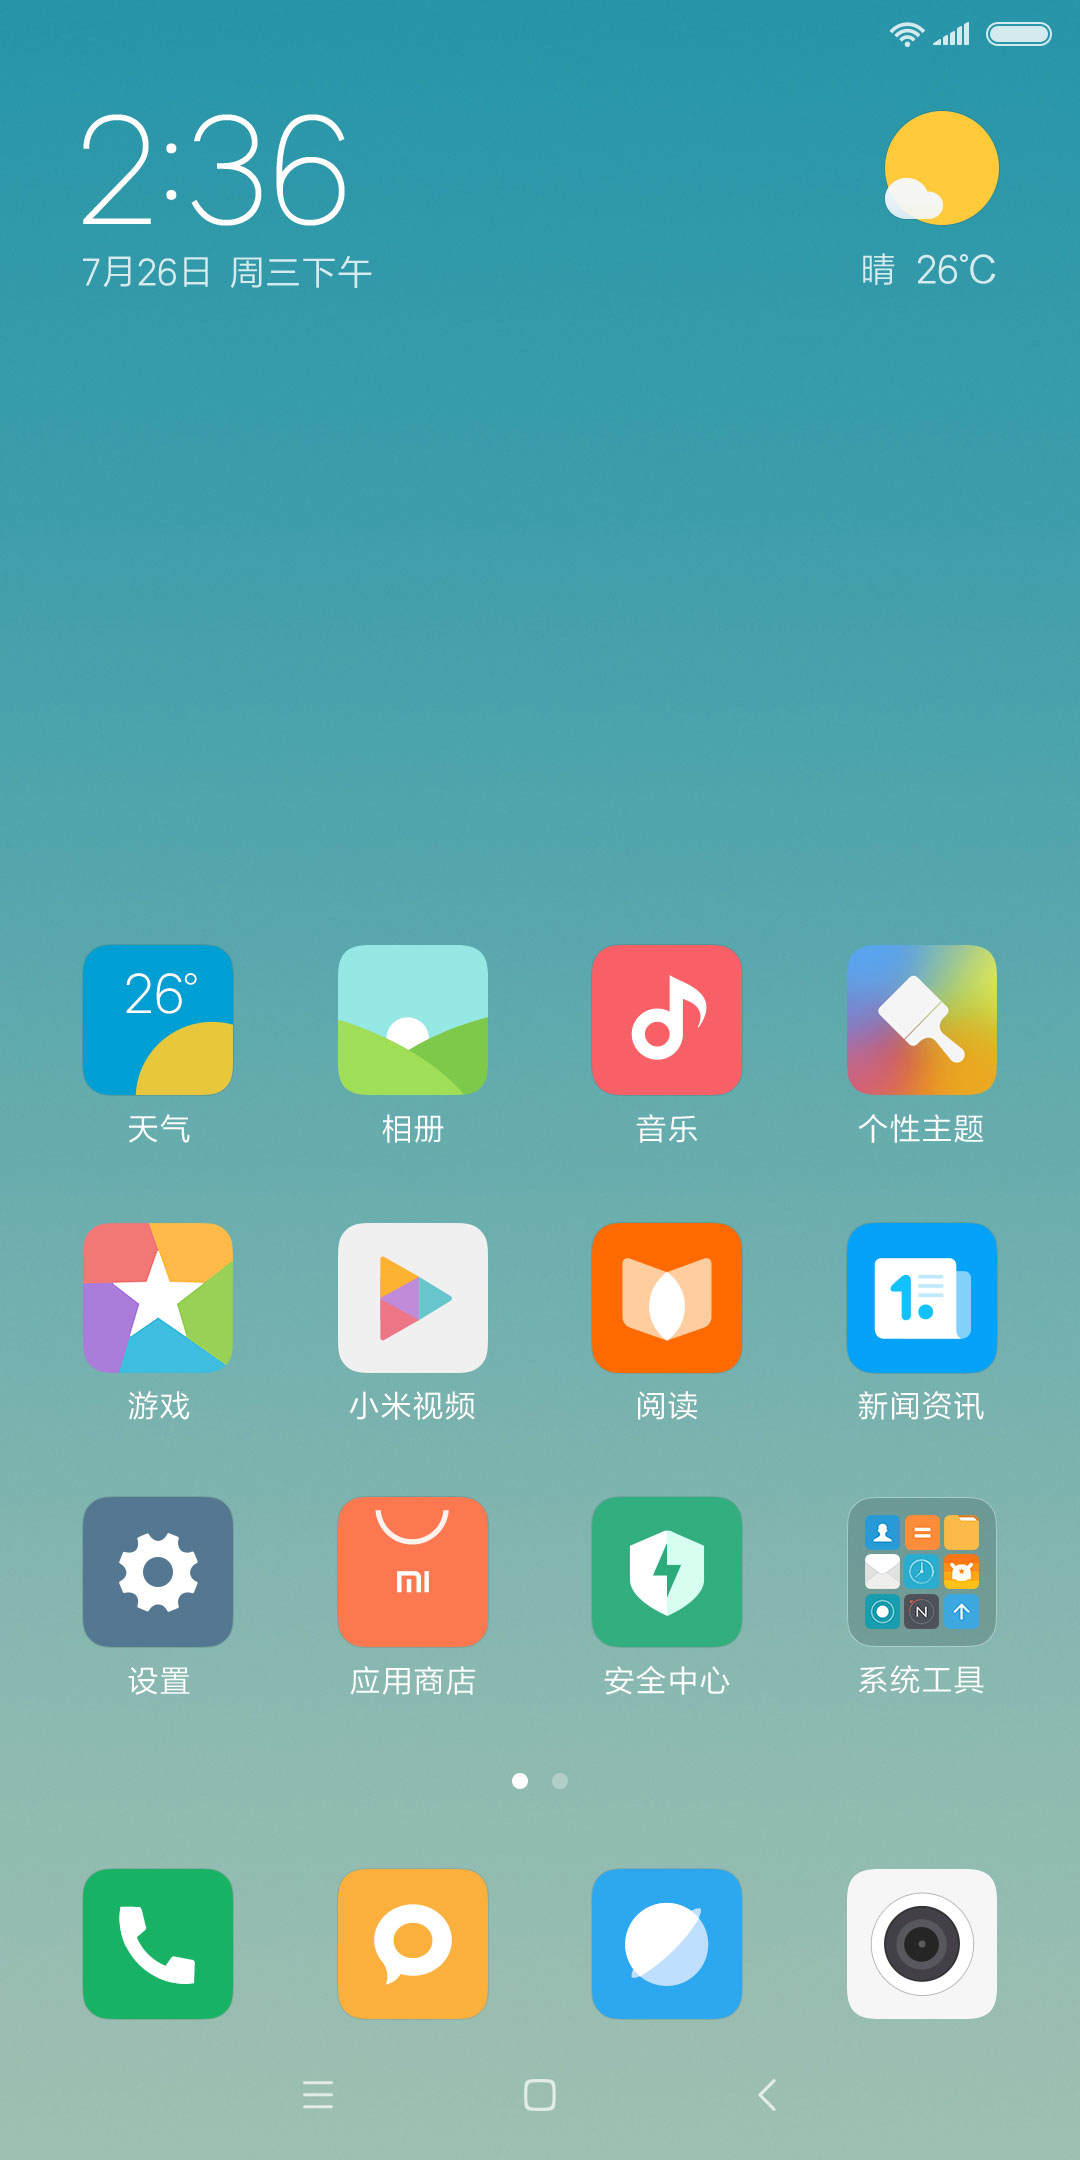 2:36
7月26日 周三下午
晴 26°C
26°
天气 相册 音乐 个性主题
1.
游戏 小米视频 阅读 新闻资讯
mi
N
设置 应用商店 安全中心 系统工具